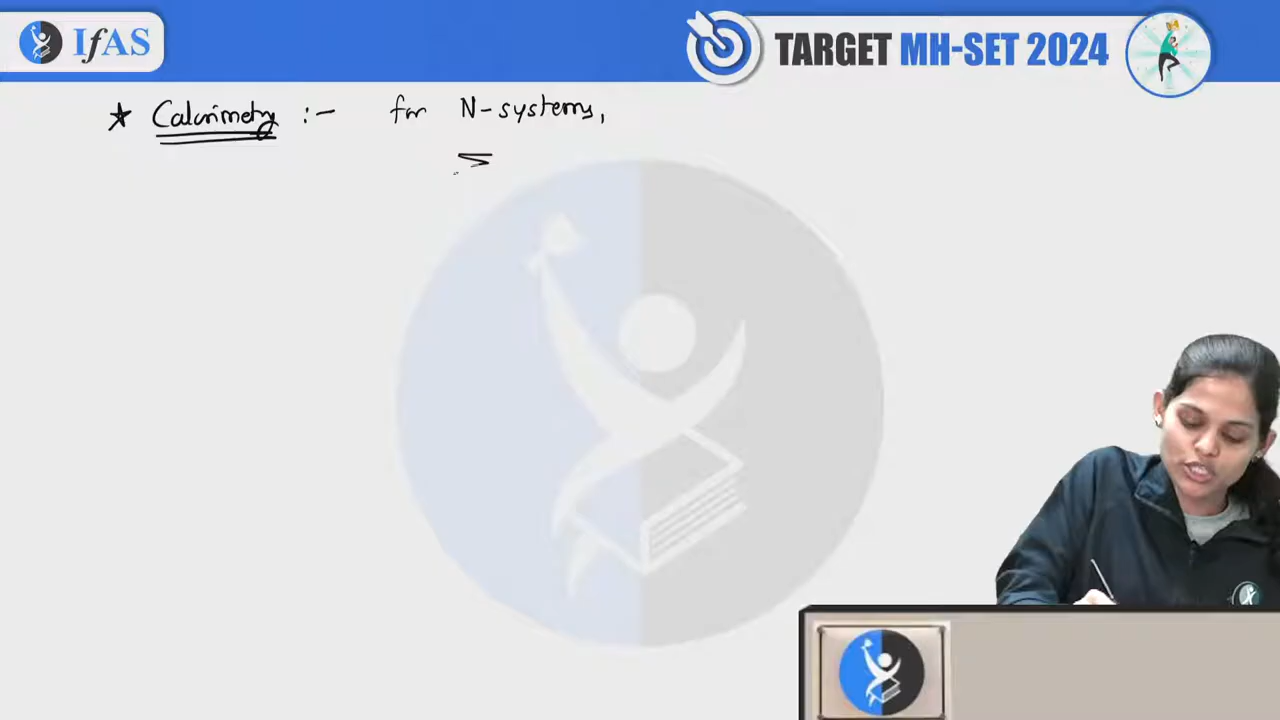 IfAS
TARGET MH-SET 2024
★ Calorimetry :- for N-systems,